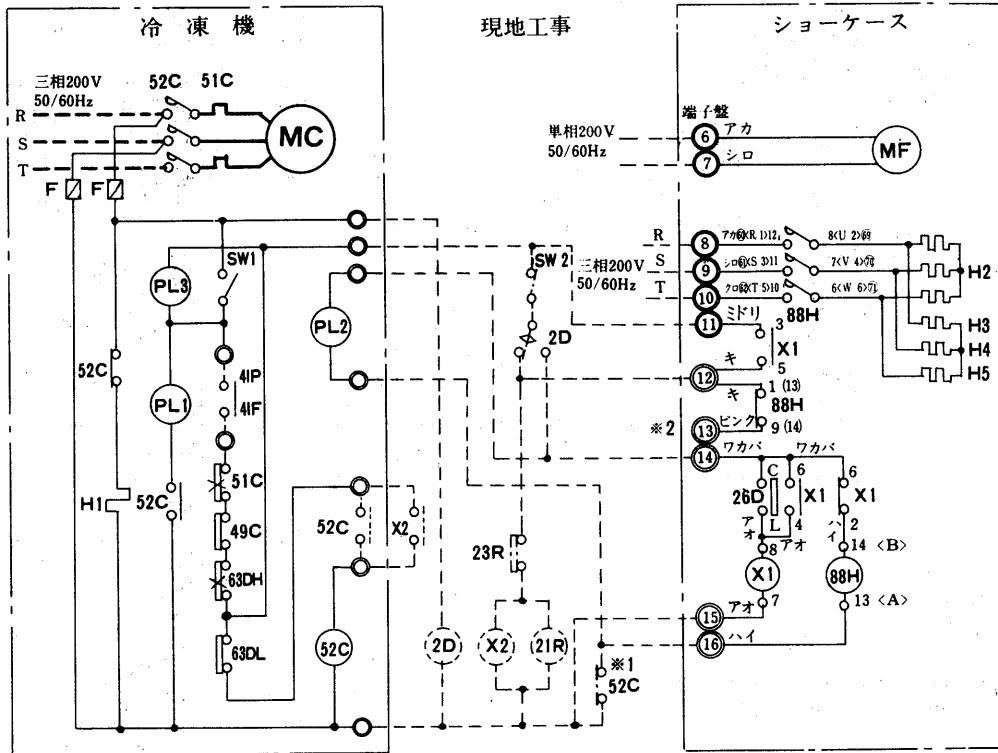 冷凍機
現地工事
ショーケース
三相200V
50/60Hz
52C
51C
R
S
T
MC
F
F
単相200V
50/60Hz
端子盤
6
アカ
7
シロ
MF
SW1
PL3
PL2
SW2
2D
R
S
T
三相200V
50/60Hz
8
9
10
88H
H2
H3
H4
H5
11
ミドリ
3
X1
5
キ
12
1 (13)
キ
88H
※2
13
ピンク
9 (14)
14
ワカバ
ワカバ
52C
PL1
41P
41F
H1
52C
51C
49C
63DH
63DL
52C
X2
52C
23R
2D
X2
21R
※1
52C
C
26D
L
6
X1
4
6
X1
2
アオ
アオ
ハイ
8
14 <B>
X1
88H
7
13 <A>
15
アオ
16
ハイ